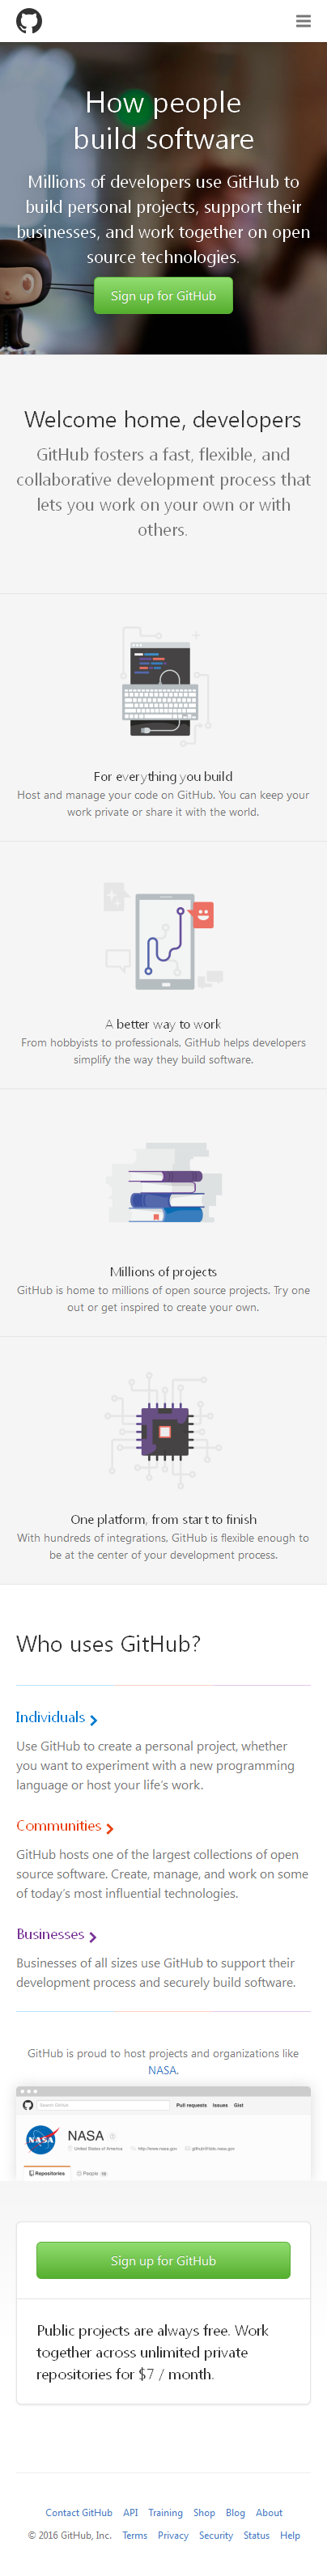 How people
build software
Millions of developers use GitHub to
build personal projects, support their
businesses, and work together on open
source technologies.
Sign up for GitHub
Welcome home, developers
GitHub fosters a fast, flexible, and
collaborative development process that
lets you work on your own or with
others.
For everything you build
Host and manage your code on GitHub. You can keep your
work private or share it with the world.
A better way to work
From hobbyists to professionals, GitHub helps developers
simplify the way they build software.
Millions of projects
GitHub is home to millions of open source projects. Try one
out or get inspired to create your own.
One platform, from start to finish
With hundreds of integrations, GitHub is flexible enough to
be at the center of your development process.
Who uses GitHub?
Individuals
Use GitHub to create a personal project, whether
you want to experiment with a new programming
language or host your life’s work.
Communities
GitHub hosts one of the largest collections of open
source software. Create, manage, and work on some
of today’s most influential technologies.
Businesses
Businesses of all sizes use GitHub to support their
development process and securely build software.
GitHub is proud to host projects and organizations like
NASA.
Search GitHub Pull requests Issues Gist
NASA NASA
United States of America http://www.nasa.gov
Repositories People
Sign up for GitHub
Public projects are always free. Work
together across unlimited private
repositories for $7 / month.
Contact GitHub API Training Shop Blog About
© 2016 GitHub, Inc. Terms Privacy Security Status Help